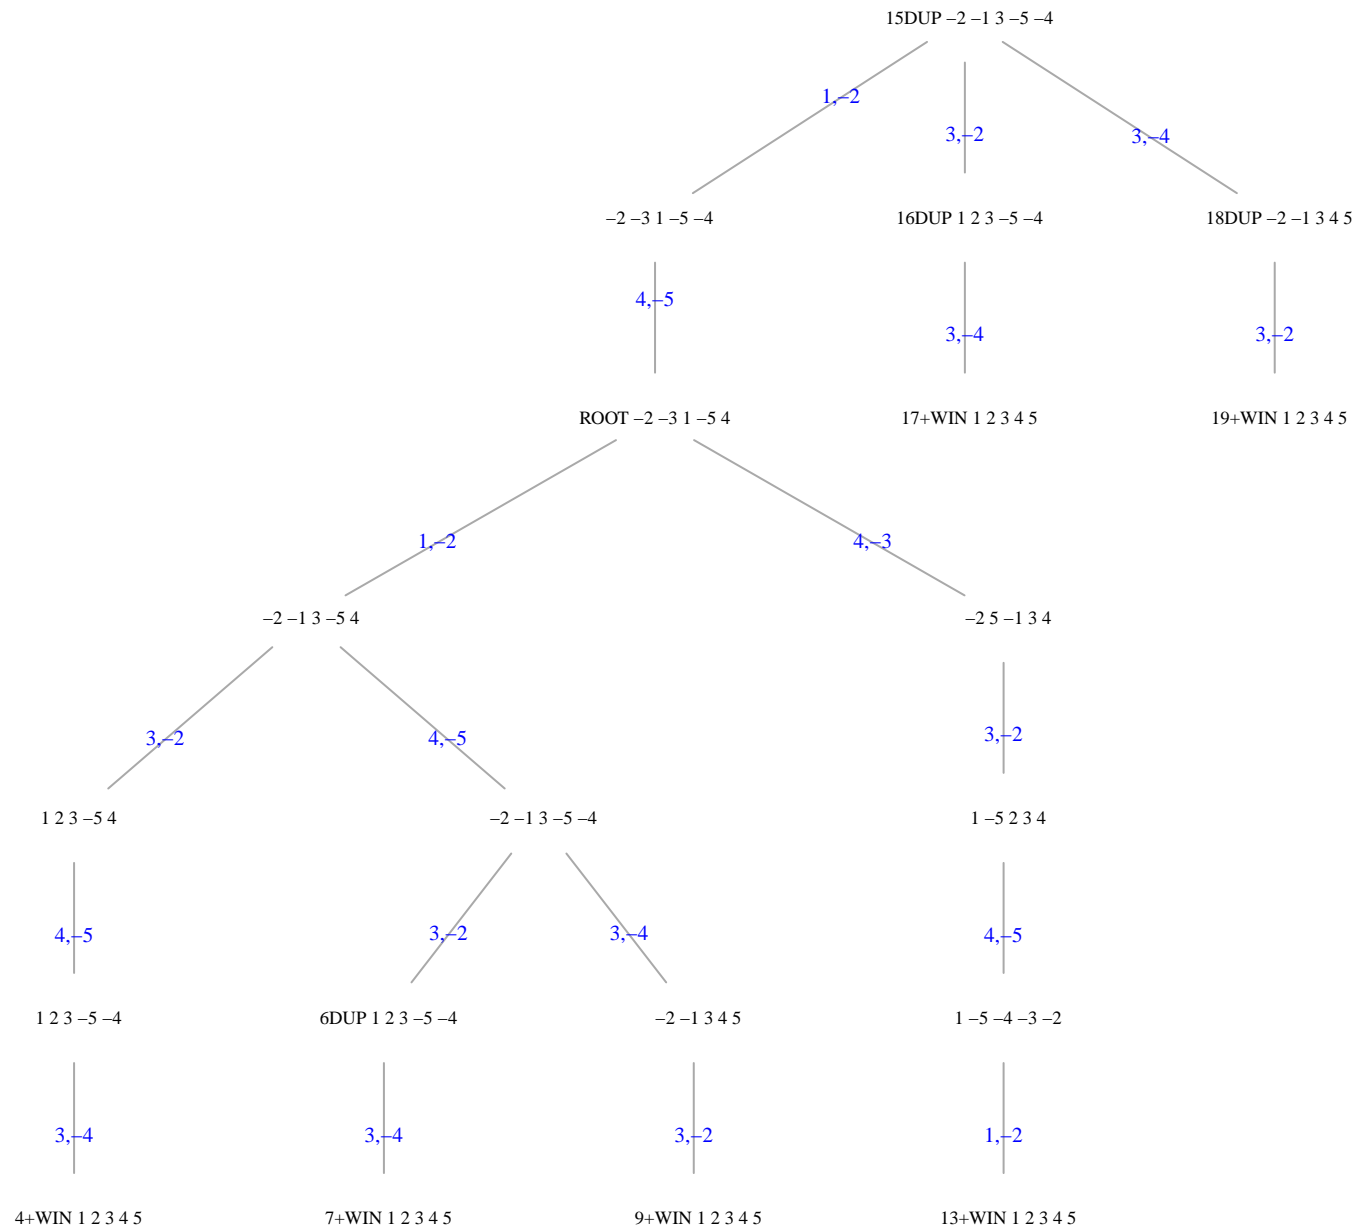 15DUP –2 –1 3 –5 –4
1,–2
3,–2
3,–4
–2 –3 1 –5 –4
16DUP 1 2 3 –5 –4
18DUP –2 –1 3 4 5
4,–5
3,–4
3,–2
ROOT –2 –3 1 –5 4
17+WIN 1 2 3 4 5
19+WIN 1 2 3 4 5
1,–2
4,–3
–2 –1 3 –5 4
–2 5 –1 3 4
3,–2
4,–5
3,–2
1 2 3 –5 4
–2 –1 3 –5 –4
1 –5 2 3 4
4,–5
3,–2
3,–4
4,–5
1 2 3 –5 –4
6DUP 1 2 3 –5 –4
–2 –1 3 4 5
1 –5 –4 –3 –2
3,–4
3,–4
3,–2
1,–2
4+WIN 1 2 3 4 5
7+WIN 1 2 3 4 5
9+WIN 1 2 3 4 5
13+WIN 1 2 3 4 5